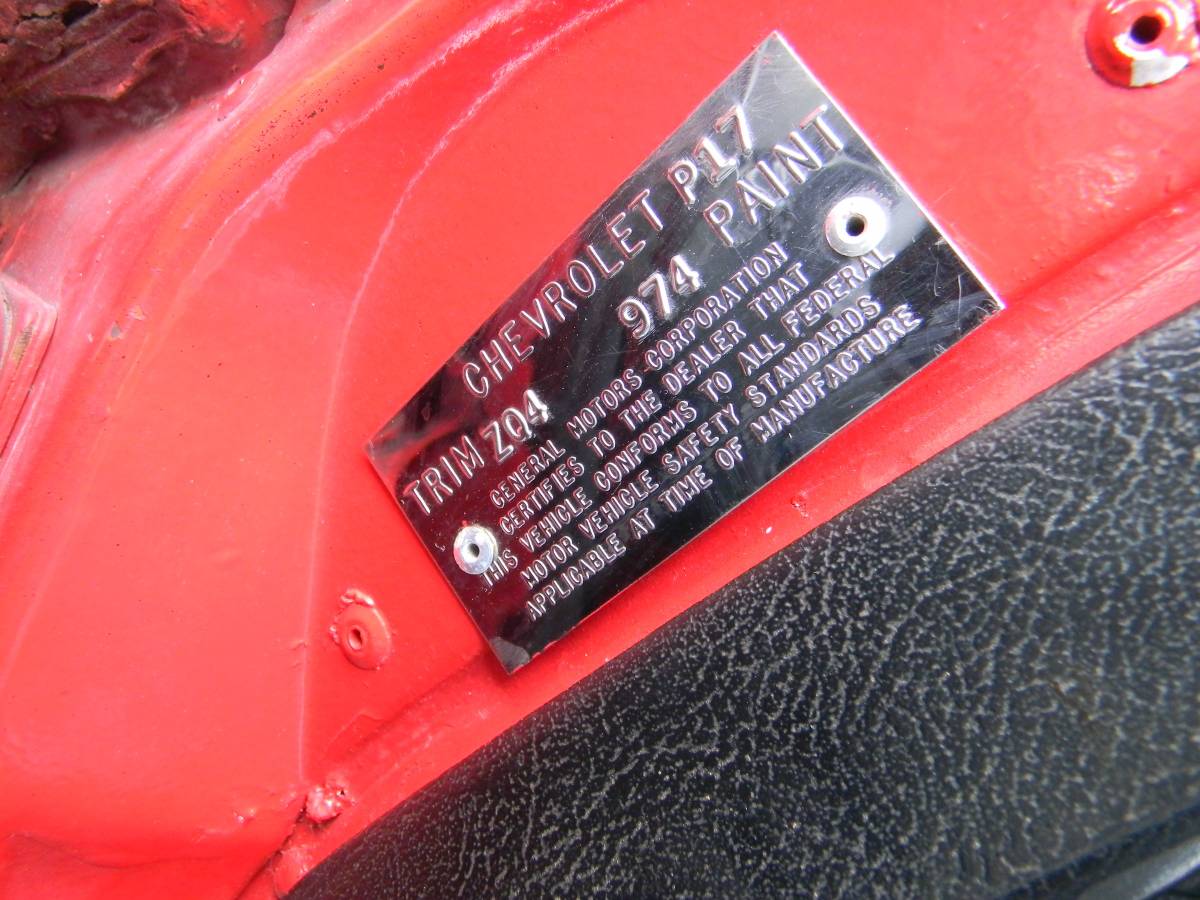 CHEVROLET P17
TRIM ZQ4 974 PAINT
GENERAL MOTORS CORPORATION
CERTIFIES TO THE DEALER THAT
THIS VEHICLE CONFORMS TO ALL FEDERAL
MOTOR VEHICLE SAFETY STANDARDS
APPLICABLE AT TIME OF MANUFACTURE